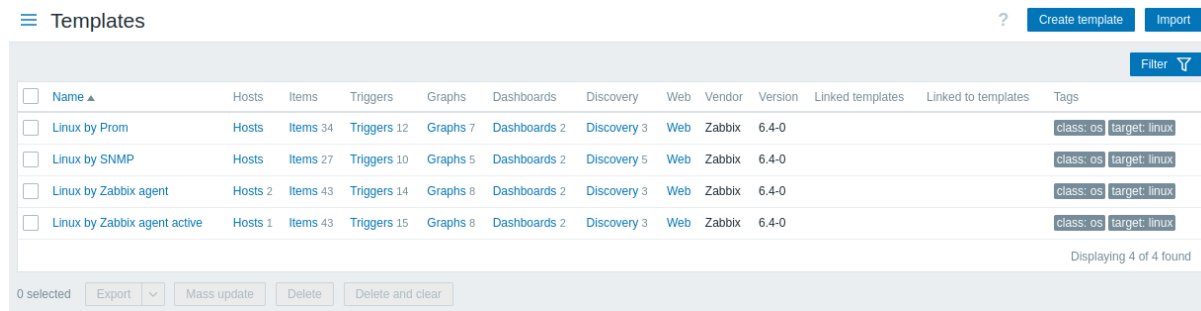 Templates ? Create template Import
Filter
Name Hosts Items Triggers Graphs Dashboards Discovery Web Vendor Version Linked templates Linked to templates Tags
Linux by Prom Hosts Items 34 Triggers 12 Graphs 7 Dashboards 2 Discovery 3 Web Zabbix 6.4-0 class: os target: linux
Linux by SNMP Hosts Items 27 Triggers 10 Graphs 5 Dashboards 2 Discovery 5 Web Zabbix 6.4-0 class: os target: linux
Linux by Zabbix agent Hosts 2 Items 43 Triggers 14 Graphs 8 Dashboards 2 Discovery 3 Web Zabbix 6.4-0 class: os target: linux
Linux by Zabbix agent active Hosts 1 Items 43 Triggers 15 Graphs 8 Dashboards 2 Discovery 3 Web Zabbix 6.4-0 class: os target: linux
Displaying 4 of 4 found
0 selected Export Mass update Delete Delete and clear